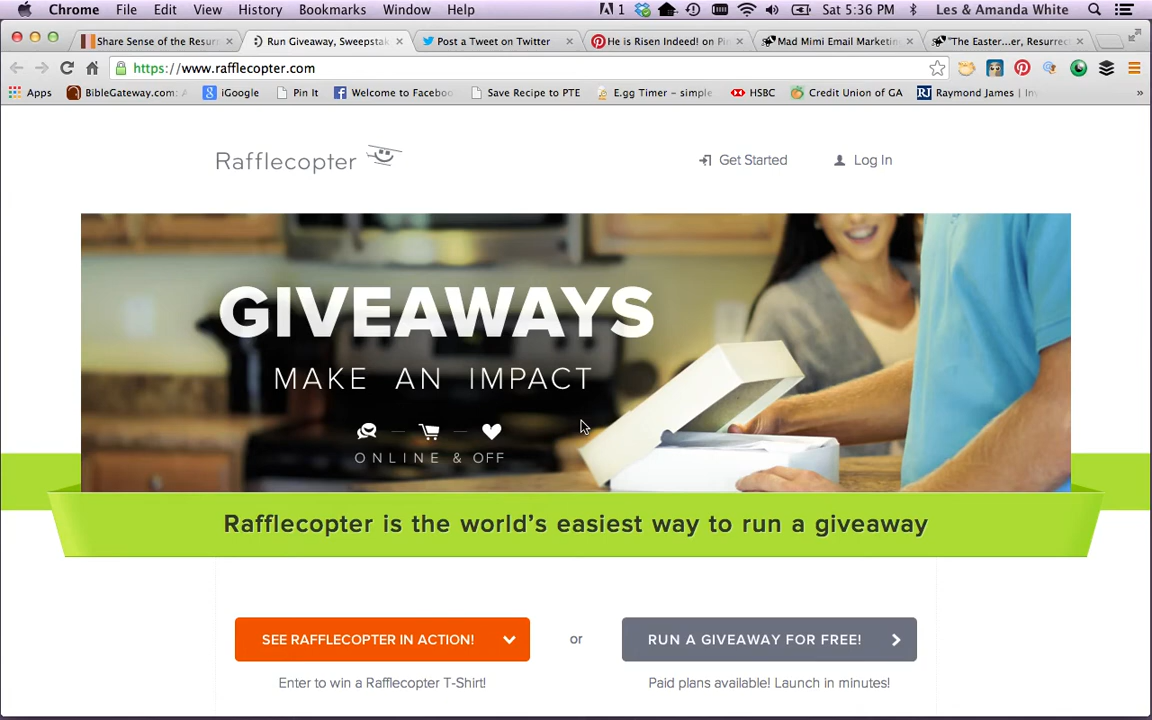 Chrome File Edit View History Bookmarks Window Help 1 Sat 5:36 PM Les & Amanda White
Share Sense of the Resurr Run Giveaway, Sweepstak Post a Tweet on Twitter He is Risen Indeed! on Pi Mad Mimi Email Marketin "The Easter...er, Resurrect
https://www.rafflecopter.com
Apps BibleGateway.com: iGoogle Pin It Welcome to Facebo Save Recipe to PTE E.gg Timer – simple HSBC Credit Union of GA RJ Raymond James | In »
Rafflecopter Get Started Log In
GIVEAWAYS
MAKE AN IMPACT
ONLINE & OFF
Rafflecopter is the world's easiest way to run a giveaway
SEE RAFFLECOPTER IN ACTION! or RUN A GIVEAWAY FOR FREE!
Enter to win a Rafflecopter T-Shirt! Paid plans available! Launch in minutes!